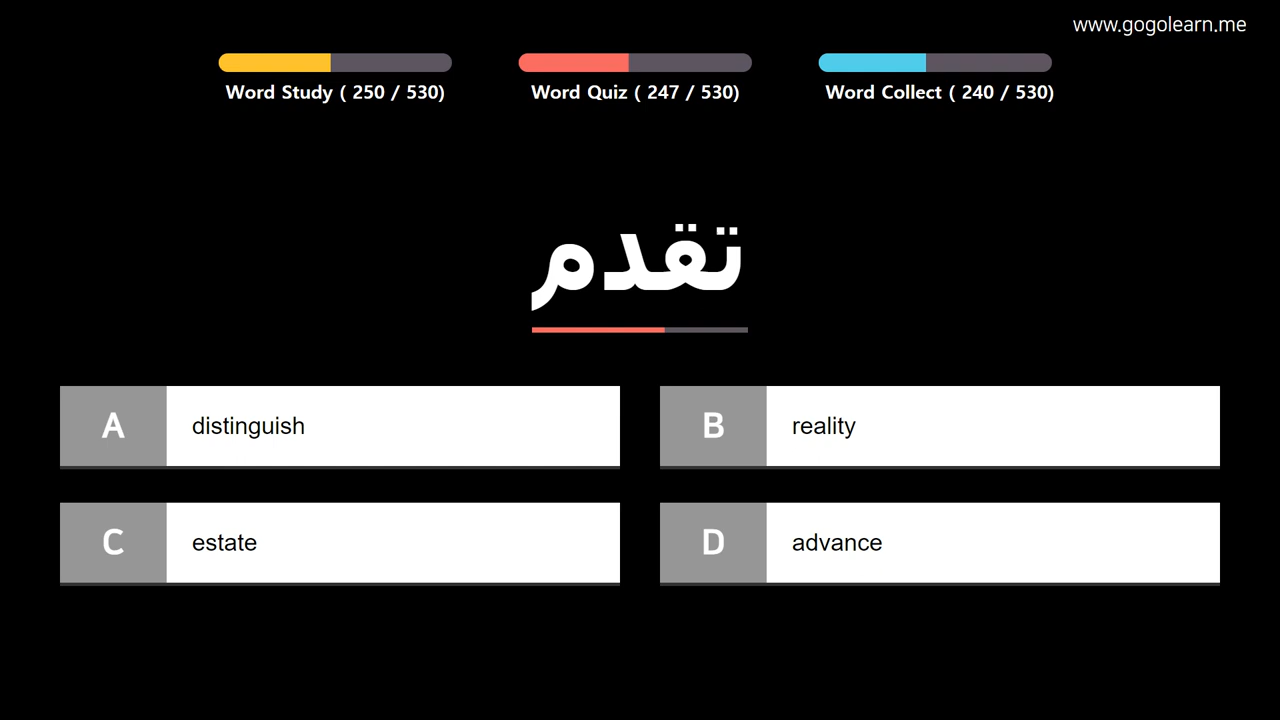 www.gogolearn.me
Word Study ( 250 / 530)
Word Quiz ( 247 / 530)
Word Collect ( 240 / 530)
تقدم
A distinguish
B reality
C estate
D advance